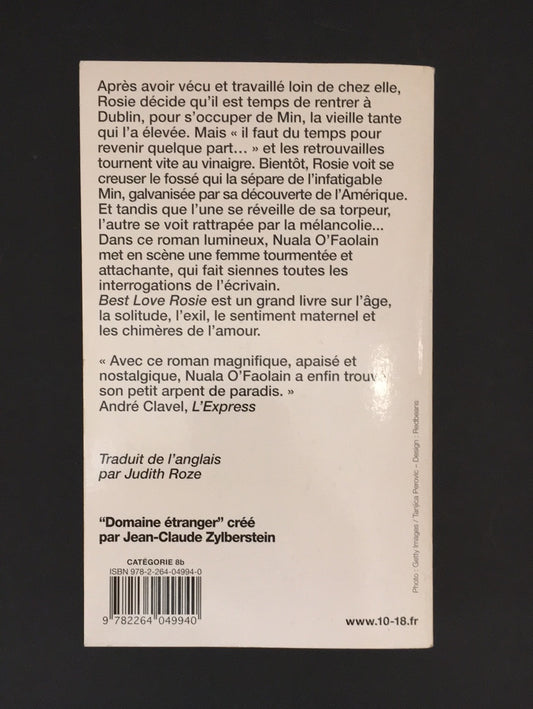 Après avoir vécu et travaillé loin de chez elle,
Rosie décide qu'il est temps de rentrer à
Dublin, pour s'occuper de Min, la vieille tante
qui l'a élevée. Mais « il faut du temps pour
revenir quelque part... » et les retrouvailles
tournent vite au vinaigre. Bientôt, Rosie voit se
creuser le fossé qui la sépare de l'infatigable
Min, galvanisée par sa découverte de l'Amérique.
Et tandis que l'une se réveille de sa torpeur,
l'autre se voit rattrapée par la mélancolie...
Dans ce roman lumineux, Nuala O'Faolain
met en scène une femme tourmentée et
attachante, qui fait siennes toutes les
interrogations de l'écrivain.
Best Love Rosie est un grand livre sur l'âge,
la solitude, l'exil, le sentiment maternel et
les chimères de l'amour.
« Avec ce roman magnifique, apaisé et
nostalgique, Nuala O'Faolain a enfin trouvé
son petit arpent de paradis. »
André Clavel, L'Express
Traduit de l'anglais
par Judith Roze
"Domaine étranger" créé
par Jean-Claude Zylberstein
CATÉGORIE 8b
ISBN 978-2-264-04994-0
9 782264 049940
www.10-18.fr
Photo : Getty Images / Tanjica Perovic – Design : Redbeans